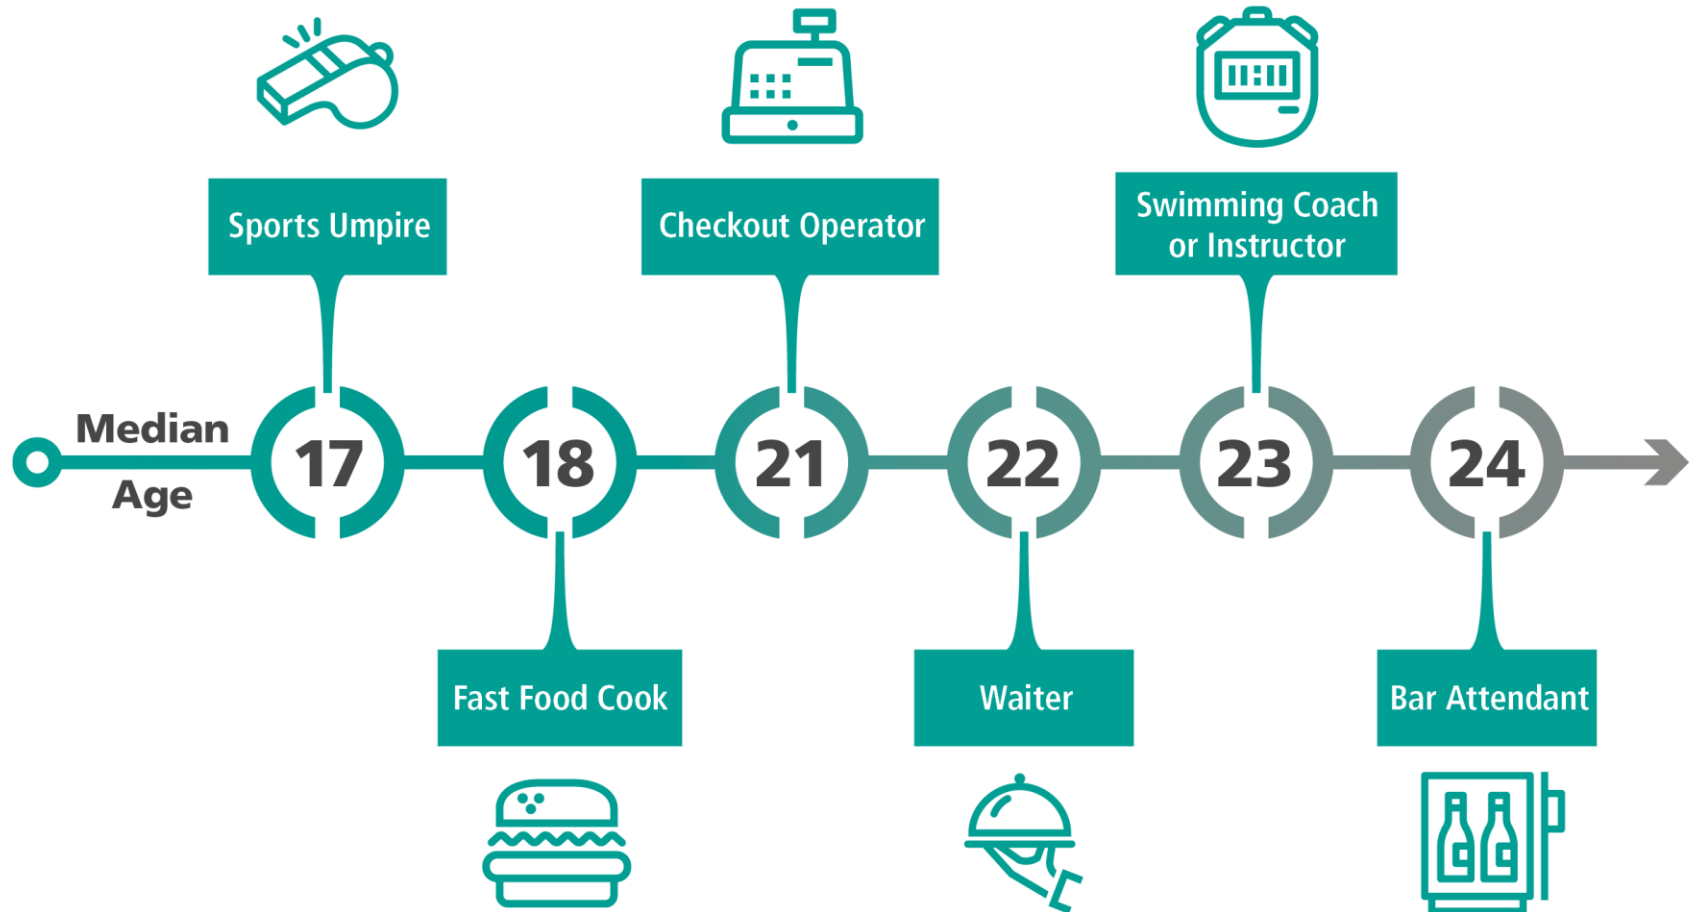 Sports Umpire
Checkout Operator
Swimming Coach
or Instructor
Median
Age
17
18
21
22
23
24
Fast Food Cook
Waiter
Bar Attendant